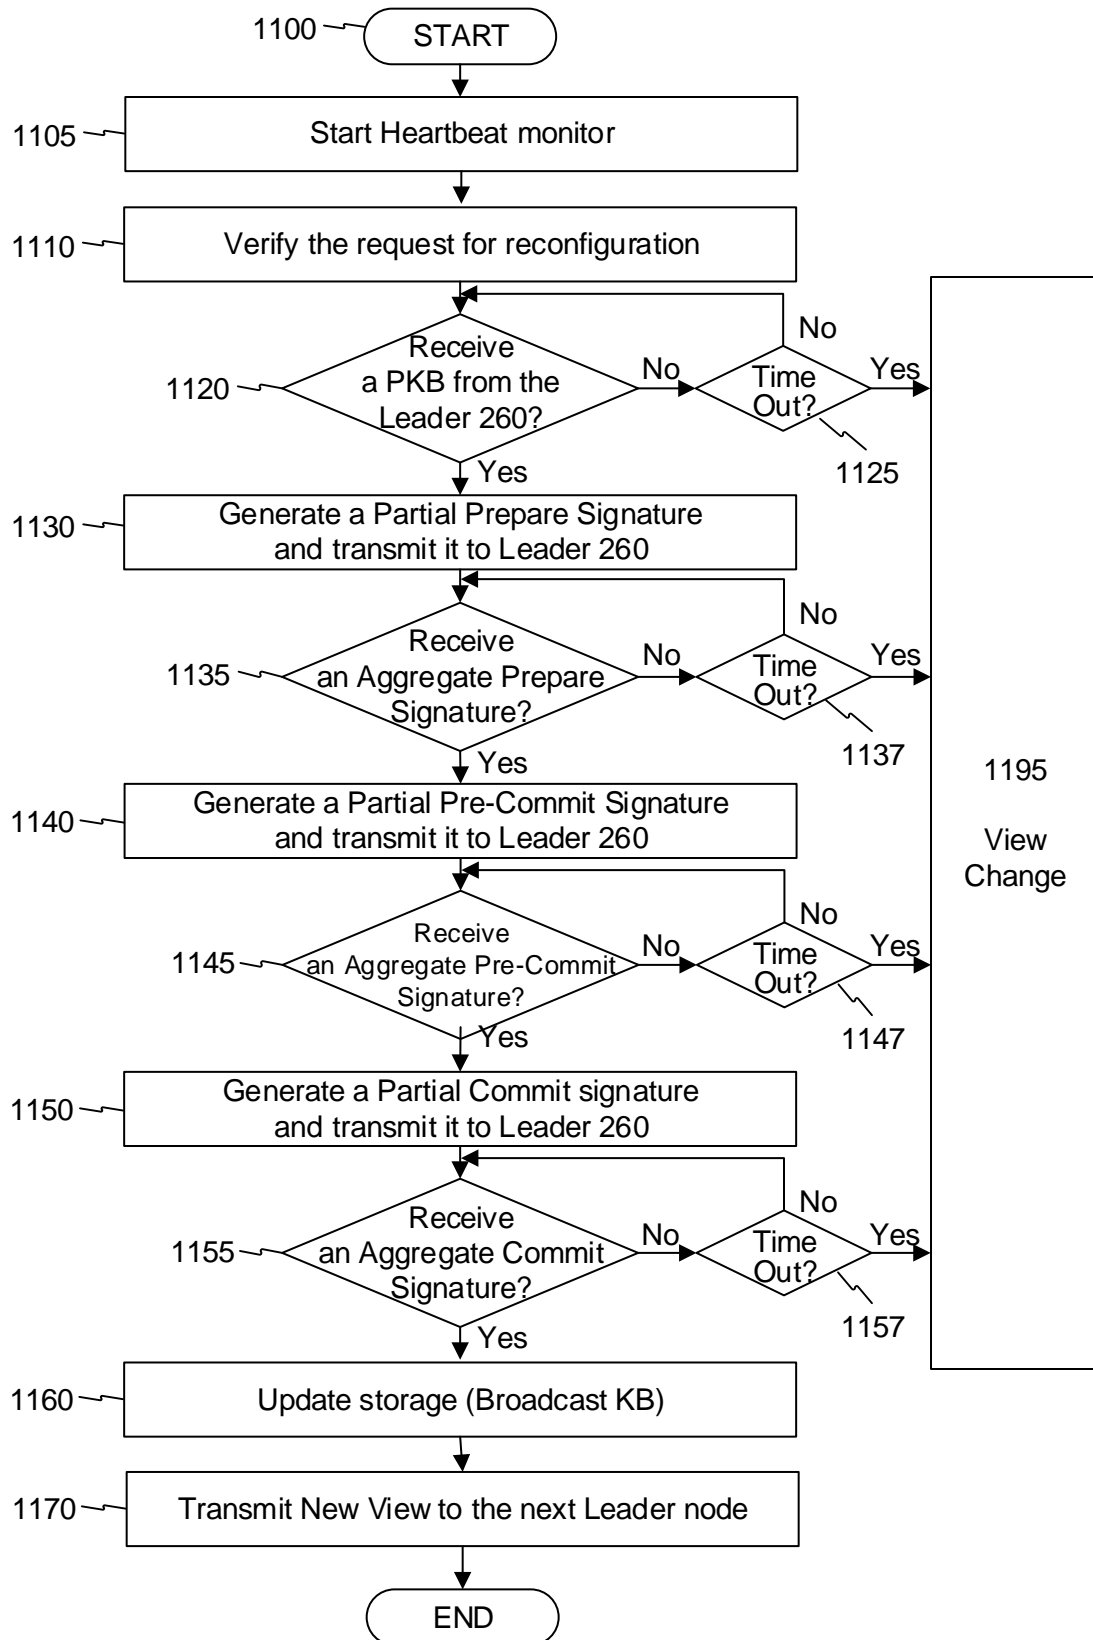 1100
START
1105
Start Heartbeat monitor
1110
Verify the request for reconfiguration
No
1120
Receive
a PKB from the
Leader 260?
No
Time
Out?
Yes
1125
Yes
1130
Generate a Partial Prepare Signature
and transmit it to Leader 260
No
1135
Receive
an Aggregate Prepare
Signature?
No
Time
Out?
Yes
1137
Yes
1140
Generate a Partial Pre-Commit Signature
and transmit it to Leader 260
1195
View
Change
No
1145
Receive
an Aggregate Pre-Commit
Signature?
No
Time
Out?
Yes
1147
Yes
1150
Generate a Partial Commit signature
and transmit it to Leader 260
No
1155
Receive
an Aggregate Commit
Signature?
No
Time
Out?
Yes
1157
Yes
1160
Update storage (Broadcast KB)
1170
Transmit New View to the next Leader node
END